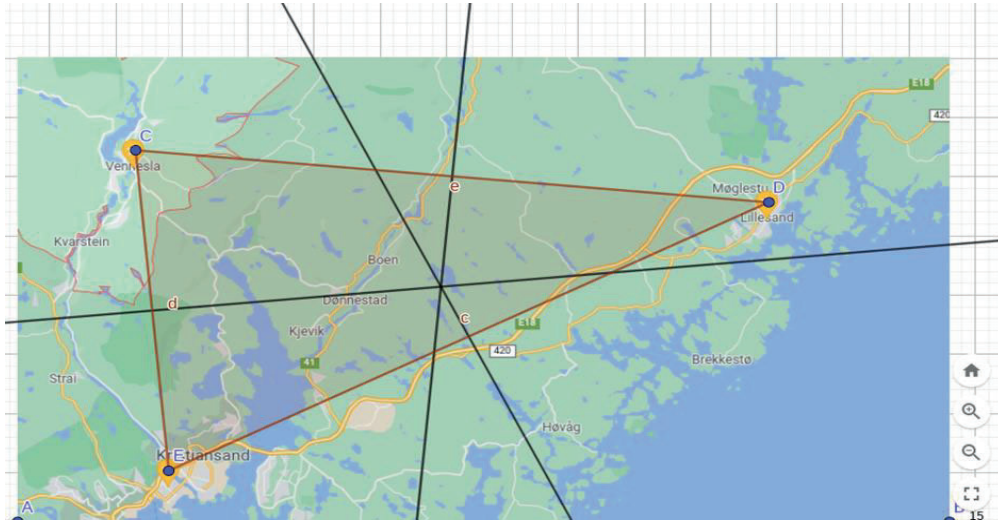 E18
420
C
Vennesla
e
Møglestu D
Lillesand
Kvarstein
Boen
d
Dønnestad
c
E18
Kjevik
420
41
Brekkestø
Strai
Høvåg
E
A
15